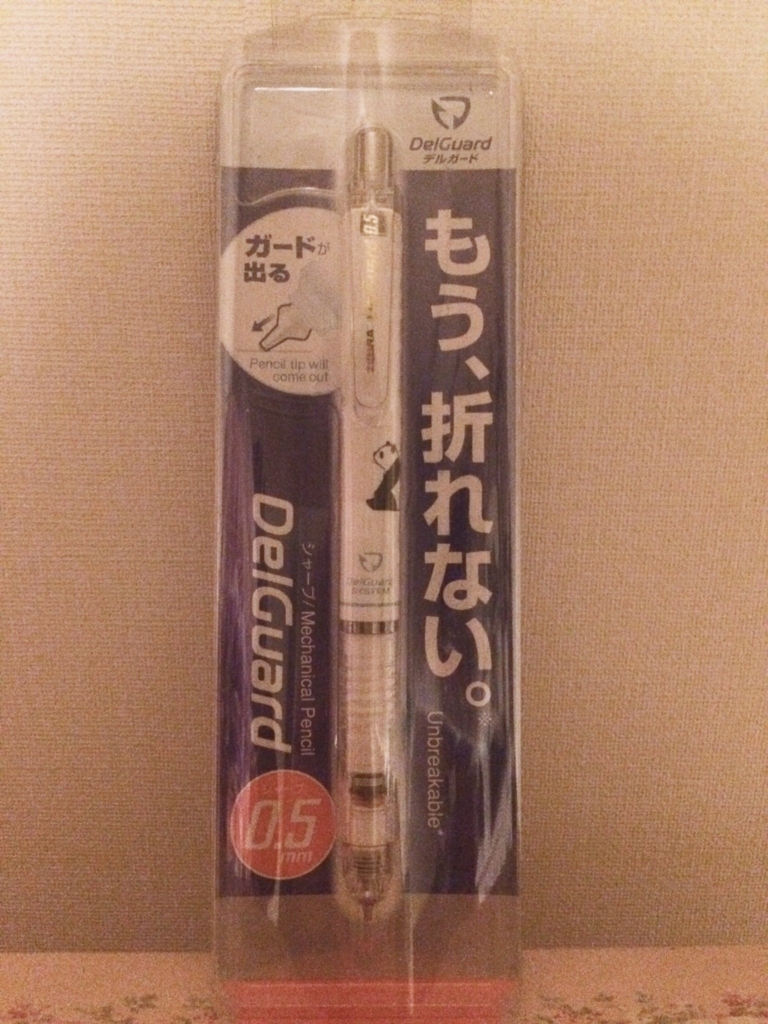 DelGuard
デルガード
もう、折れない。※
Unbreakable*
ガードが
出る
Pencil tip will
come out
0.5
ZEBRA
DelGuard
SYSTEM
シャープ/Mechanical Pencil
DelGuard
0.5
mm